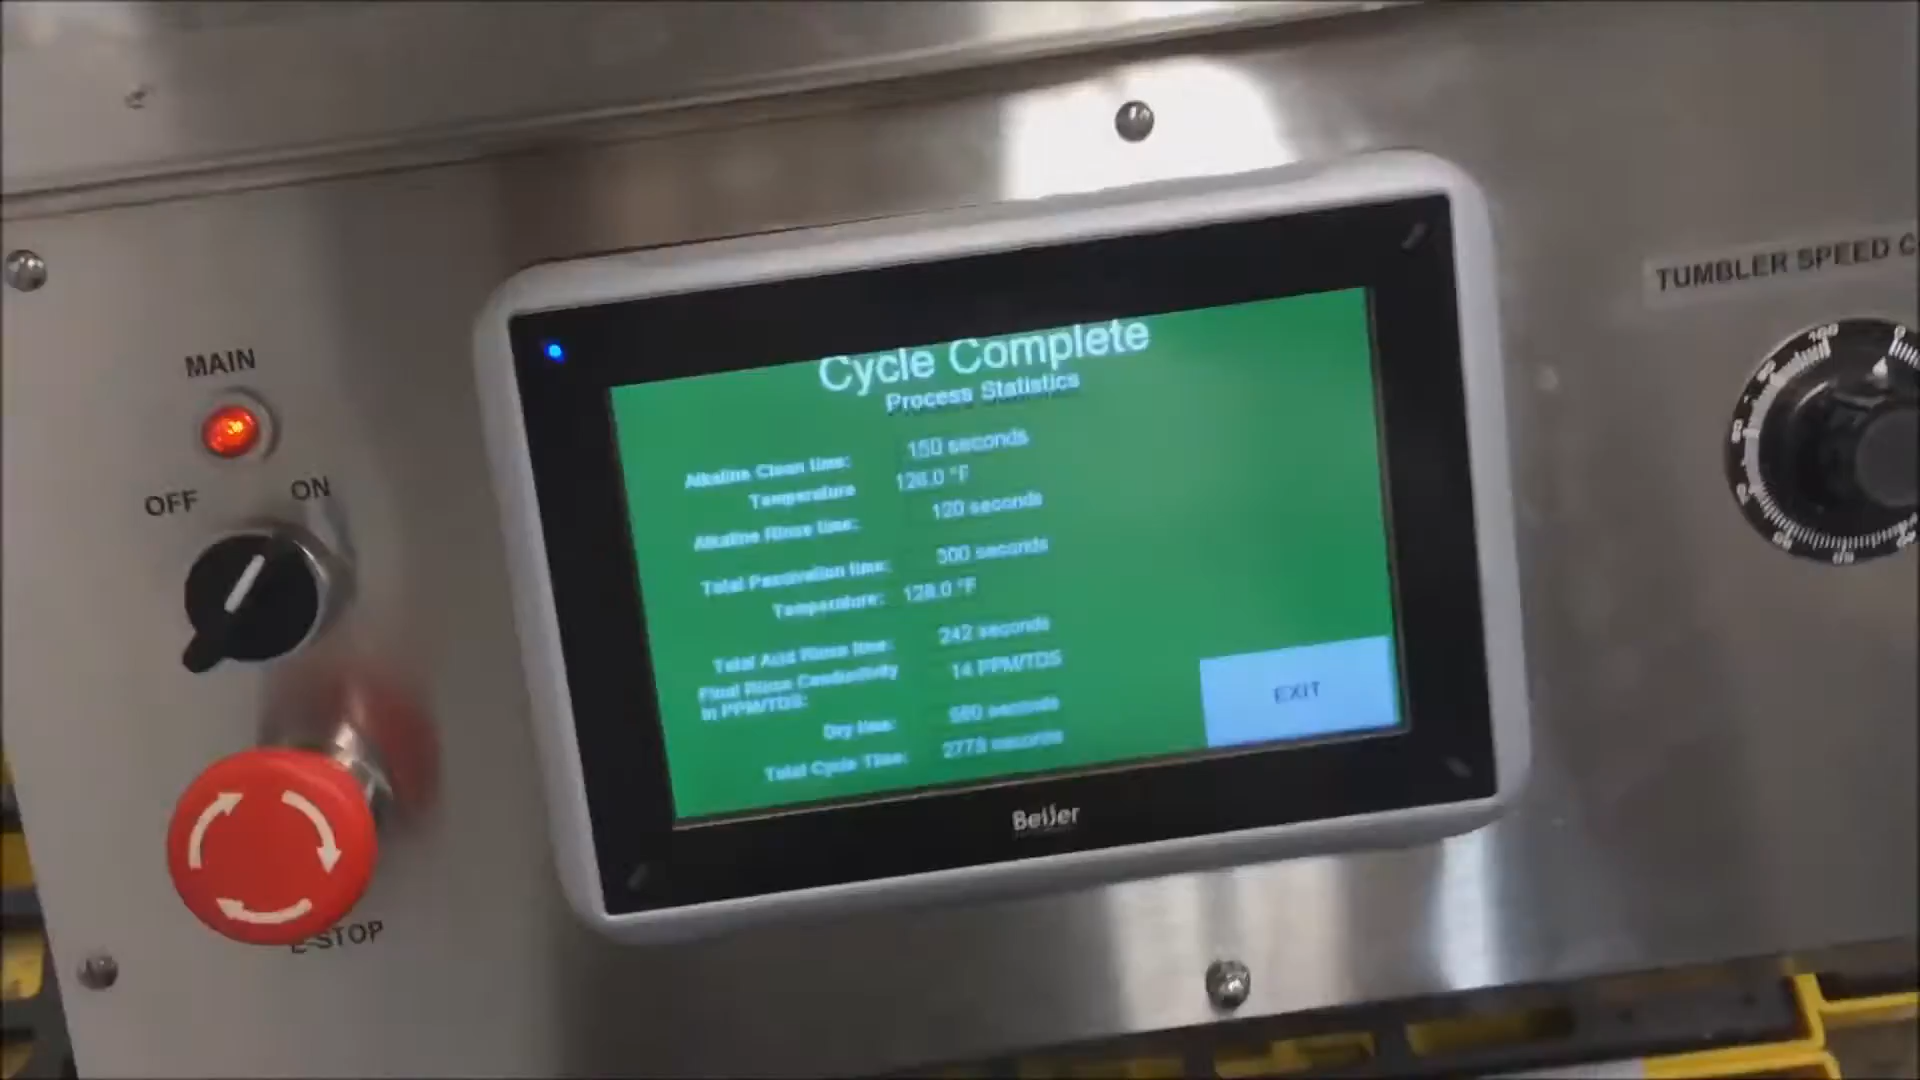 MAIN
OFF
ON
E-STOP
Cycle Complete
Process Statistics
Alkaline Clean time: 150 seconds
Temperature 128.0 °F
Alkaline Rinse time: 120 seconds
Total Passivation time: 300 seconds
Temperature: 128.0 °F
Total Acid Rinse time: 242 seconds
Final Rinse Conductivity
in PPM/TDS: 14 PPM/TDS
Dry time: seconds
Total Cycle Time: seconds
EXIT
Beijer
TUMBLER SPEED C